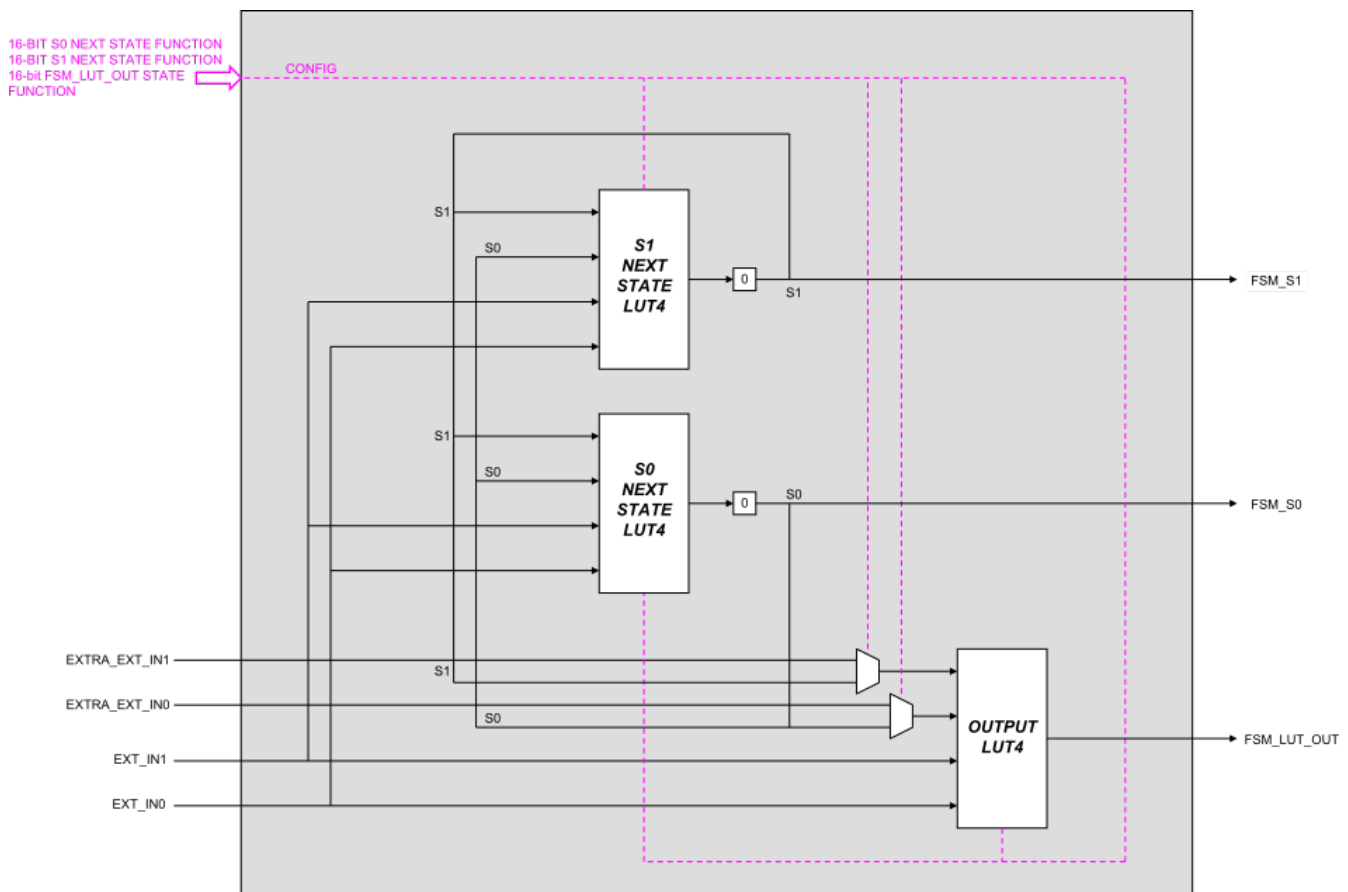 16-BIT S0 NEXT STATE FUNCTION
16-BIT S1 NEXT STATE FUNCTION
16-bit FSM_LUT_OUT STATE
FUNCTION
CONFIG
S1
S0
S1
NEXT
STATE
LUT4
0
S1
FSM_S1
S1
S0
S0
NEXT
STATE
LUT4
0
S0
FSM_S0
EXTRA_EXT_IN1
S1
EXTRA_EXT_IN0
S0
EXT_IN1
EXT_IN0
OUTPUT
LUT4
FSM_LUT_OUT